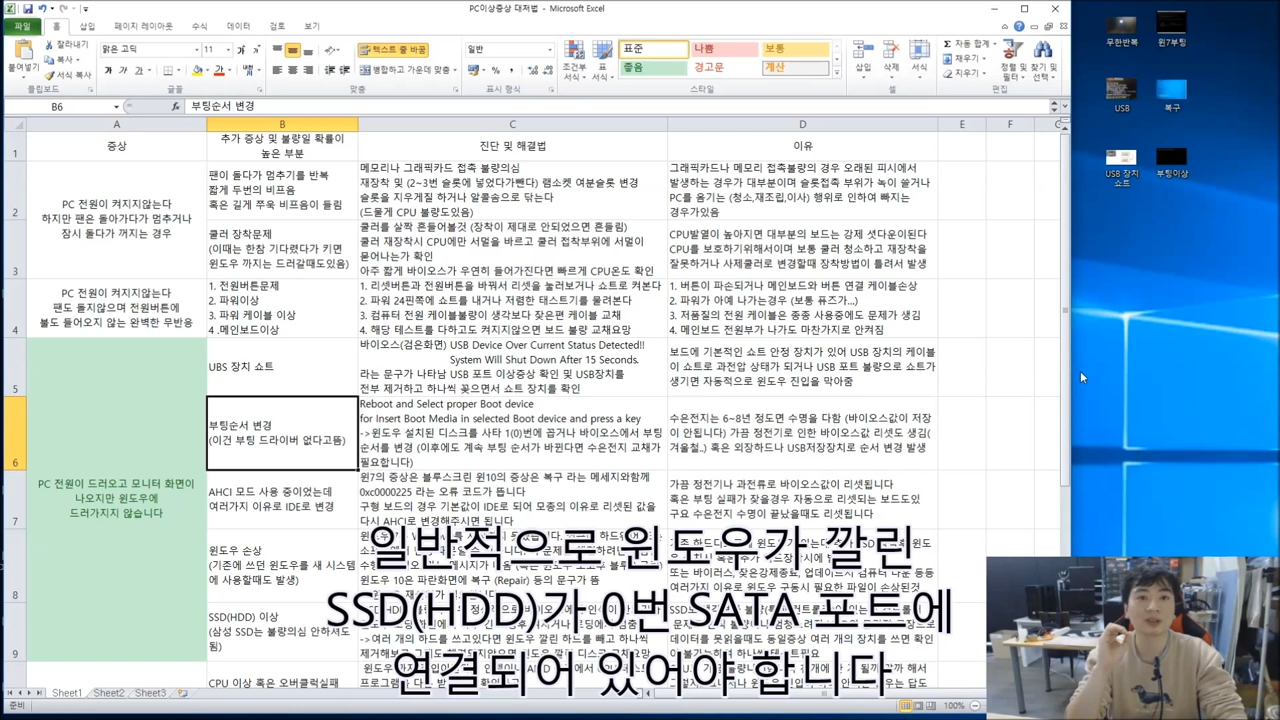 PC이상증상 대저법 - Microsoft Excel
파일 홈 삽입 페이지 레이아웃 수식 데이터 검토 보기
잘라내기
복사
서식 복사
붙여넣기
클립보드
맑은 고딕
11
글꼴
텍스트 줄
병합하고 가운데 맞춤
맞춤
일반
표시 형식
조건부 서식
표 서식
표준 나쁨 보통
좋음 경고문 계산
스타일
삽입 삭제 서식
셀
자동 합계
채우기
지우기
정렬 및 필터
찾기 및 선택
편집
B6
부팅순서 변경
A B C D E F
1
증상
추가 증상 및 불량일 확률이
높은 부분
진단 및 해결법
이유
2
PC 전원이 켜지지않는다
하지만 팬은 돌아가다가 멈추거나
잠시 돌다가 꺼지는 경우
팬이 돌다가 멈추기를 반복
짧게 두번의 비프음
혹은 길게 쭈욱 비프음이 들림
메모리나 그래픽카드 접촉 불량의심
재장착 및 (2~3번 슬롯에 넣었다가뺀다) 램소켓 여분슬롯 변경
슬롯을 지우게질 하거나 알콜솜으로 닦는다
(드물게 CPU 불량도있음)
그래픽카드나 메모리 접촉불량의 경우 오래된 피시에서
발생하는 경우가 대부분이며 슬롯접촉 부위가 녹이 쓸거나
PC를 옮기는 (청소,재조립,이사) 행위로 인하여 빠지는
경우가있음
3
쿨러 장착문제
(이때는 한참 기다렸다가 키면
윈도우 까지는 드러갈때도있음)
쿨러를 살짝 흔들어볼것 (장착이 제대로 안되었으면 흔들림)
쿨러 재장착시 CPU에만 서멀을 바르고 쿨러 접착부위에 서멀이
묻어나는가 확인
아주 짧게 바이오스가 우연히 들어가진다면 빠르게 CPU온도 확인
CPU발열이 높아지면 대부분의 보드는 강제 셧다운이된다
CPU를 보호하기위해서이며 보통 쿨러 청소하고 재장착을
잘못하거나 사제쿨러로 변경할때 장착방법이 틀려서 발생
4
PC 전원이 켜지지않는다
팬도 돌지않으며 전원버튼에
불도 들어오지 않는 완벽한 무반응
1. 전원버튼문제
2. 파워이상
3. 파워 케이블 이상
4 .메인보드이상
1. 리셋버튼과 전원버튼을 바꿔서 리셋을 눌러보거나 쇼트로 켜본다
2. 파워 24핀쪽에 쇼트를 내거나 저렴한 태스트기를 물려본다
3. 컴퓨터 전원 케이블불량이 생각보다 잦은편 케이블 교채
4. 해당 테스트를 다하고도 켜지지않으면 보드 불량 교채요망
1. 버튼이 파손되거나 메인보드와 버튼 연결 케이블손상
2. 파워가 아예 나가는경우 (보통 퓨즈가...)
3. 저품질의 전원 케이블은 종종 사용중에도 문제가 생김
4. 메인보드 전원부가 나가도 마찬가지로 안켜짐
5
UBS 장치 쇼트
바이오스(검은화면) USB Device Over Current Status Detected!!
System Will Shut Down After 15 Seconds.
라는 문구가 나타남 USB 포트 이상증상 확인 및 USB장치를
전부 제거하고 하나씩 꽂으면서 쇼트 장치를 확인
보드에 기본적인 쇼트 안정 장치가 있어 USB 장치의 케이블
이 쇼트로 과전압 상태가 되거나 USB 포트 불량으로 쇼트가
생기면 자동적으로 윈도우 진입을 막아줌
6
부팅순서 변경
(이건 부팅 드라이버 없다고뜸)
Reboot and Select proper Boot device
for Insert Boot Media in selected Boot device and press a key
->윈도우 설치된 디스크를 사타 1(0)번에 꼽거나 바이오스에서 부팅
순서를 변경 (이후에도 계속 부팅 순서가 바뀐다면 수은전지 교채가
필요합니다)
수은전지는 6~8년 정도면 수명을 다함 (바이오스값이 저장
이 안됩니다) 가끔 정전기로 인한 바이오스값 리셋도 생김(
겨울철..) 혹은 외장하드나 USB저장장치로 순서 변경 발생
PC 전원이 드러오고 모니터 화면이
나오지만 윈도우에
드러가지지 않습니다
7
AHCI 모드 사용 중이었는데
여러가지 이유로 IDE로 변경
윈7의 증상은 블루스크린 윈10의 증상은 복구 라는 메세지와함께
0xc0000225 라는 오류 코드가 뜹니다
구형 보드의 경우 기본값이 IDE로 되어 모종의 이유로 리셋된 값을
다시 AHCI로 변경해주시면 됩니다
가끔 정전기나 과전류로 바이오스값이 리셋됩니다
혹은 부팅 실패가 잦을경우 자동으로 리셋되는 보드도있
구요 수은전지 수명이 끝났을때도 리셋됩니다
8
윈도우 손상
(기존에 쓰던 윈도우를 새 시스템
에 사용할때도 발생)
윈도우 10은 파란화면에 복구 (Repair) 등의 문구가 뜸
9
SSD(HDD) 이상
(삼성 SSD는 불량의심 안하셔도
됨)
CPU 혹은 오버클럭실패
일반적으로 윈도우가 깔린
SSD(HDD)가 0번 SATA 포트에
연결되어 있어야 합니다
Sheet1 Sheet2 Sheet3
준비
100%
무한반복
윈7부팅
USB
복구
USB 장치
쇼트
부팅이상